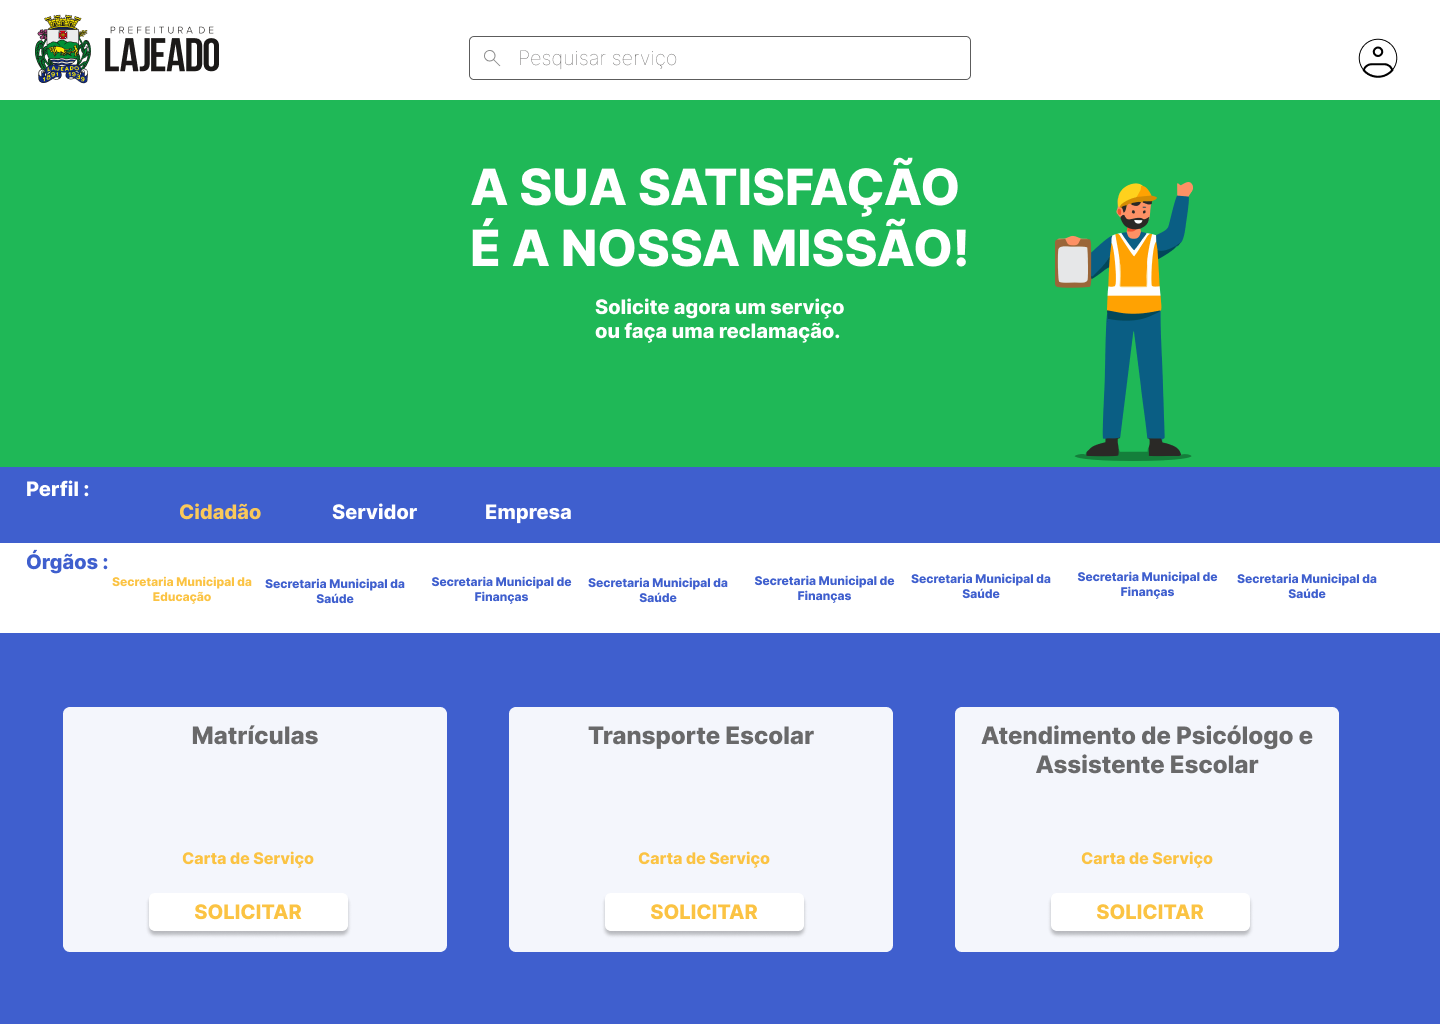 PREFEITURA DE
LAJEADO
LAJEADO
1891 1939
Pesquisar serviço
A SUA SATISFAÇÃO
É A NOSSA MISSÃO!
Solicite agora um serviço
ou faça uma reclamação.
Perfil :
Cidadão
Servidor
Empresa
Órgãos :
Secretaria Municipal da
Educação
Secretaria Municipal da
Saúde
Secretaria Municipal de
Finanças
Secretaria Municipal da
Saúde
Secretaria Municipal de
Finanças
Secretaria Municipal da
Saúde
Secretaria Municipal de
Finanças
Secretaria Municipal da
Saúde
Matrículas
Carta de Serviço
SOLICITAR
Transporte Escolar
Carta de Serviço
SOLICITAR
Atendimento de Psicólogo e
Assistente Escolar
Carta de Serviço
SOLICITAR